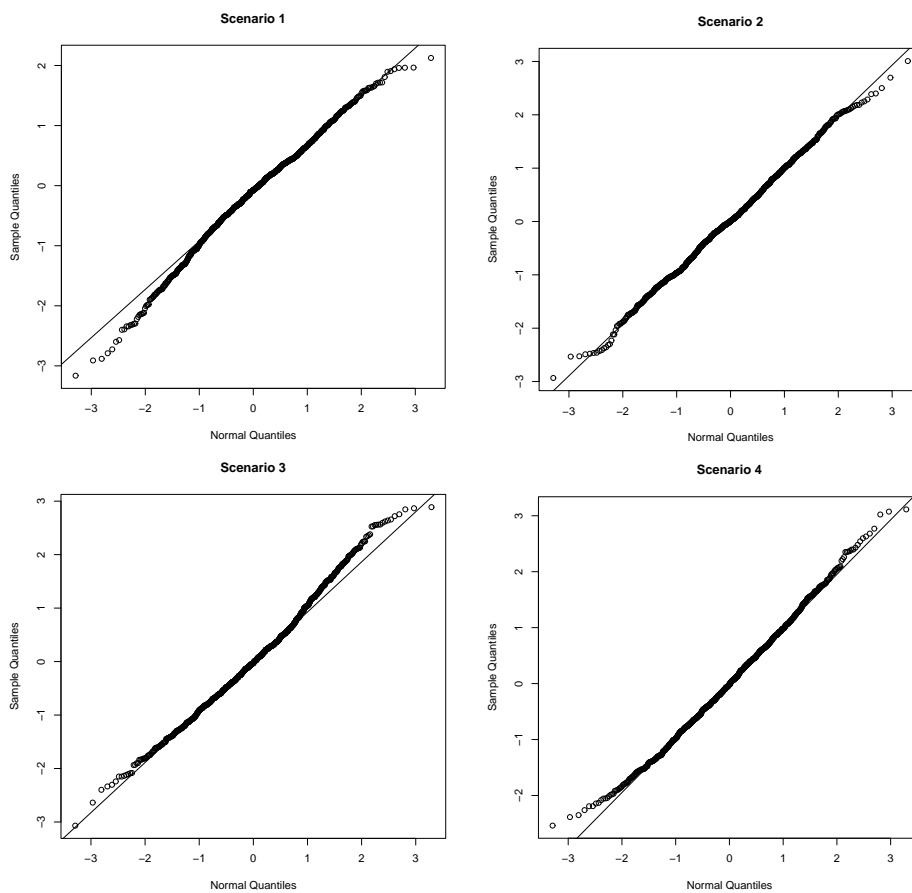 Scenario 1
2
1
0
−1
−2
−3
Sample Quantiles
−3 −2 −1 0 1 2 3
Normal Quantiles
Scenario 2
3
2
1
0
−1
−2
−3
Sample Quantiles
−3 −2 −1 0 1 2 3
Normal Quantiles
Scenario 3
3
2
1
0
−1
−2
−3
Sample Quantiles
−3 −2 −1 0 1 2 3
Normal Quantiles
Scenario 4
3
2
1
0
−1
−2
Sample Quantiles
−3 −2 −1 0 1 2 3
Normal Quantiles